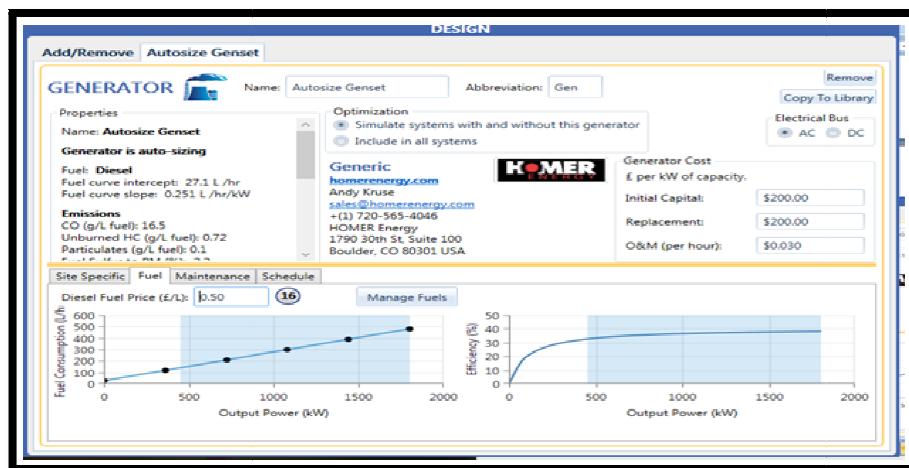 DESIGN
Add/Remove Autosize Genset
GENERATOR
Name: Autosize Genset
Abbreviation: Gen
Remove
Copy To Library
Properties
Name: Autosize Genset
Generator is auto-sizing
Fuel: Diesel
Fuel curve intercept: 27.1 L /hr
Fuel curve slope: 0.251 L /hr/kW
Emissions
CO (g/L fuel): 16.5
Unburned HC (g/L fuel): 0.72
Particulates (g/L fuel): 0.1
Optimization
Simulate systems with and without this generator
Include in all systems
Electrical Bus
AC DC
Generic
homerenergy.com
Andy Kruse
sales@homerenergy.com
+(1) 720-565-4046
HOMER Energy
1790 30th St, Suite 100
Boulder, CO 80301 USA
HOMER
ENERGY
Generator Cost
£ per kW of capacity.
Initial Capital: $200.00
Replacement: $200.00
O&M (per hour): $0.030
Site Specific Fuel Maintenance Schedule
Diesel Fuel Price (£/L): 0.50
16
Manage Fuels
Fuel Consumption (L/h
600
500
400
300
200
100
0
0 500 1000 1500 2000
Output Power (kW)
Efficiency (%)
50
40
30
20
10
0
0 500 1000 1500 2000
Output Power (kW)